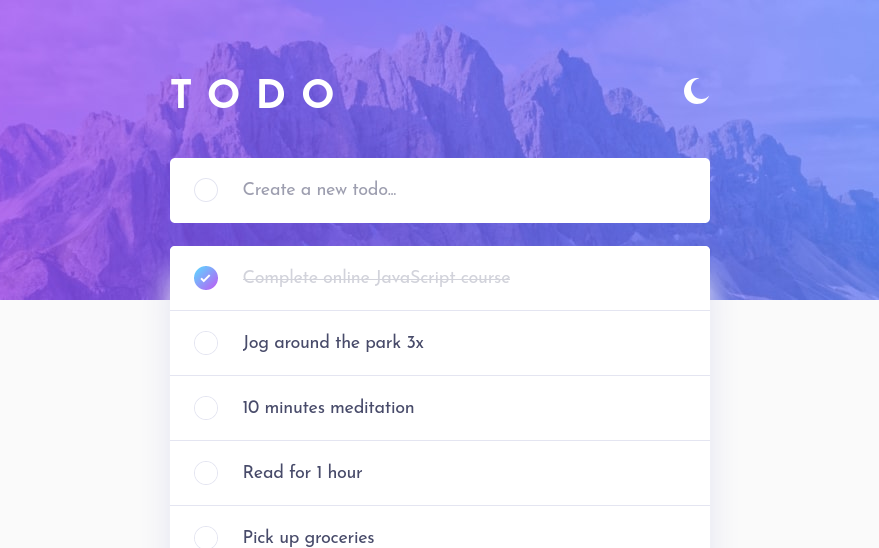 TODO
Create a new todo...
Complete online JavaScript course
Jog around the park 3x
10 minutes meditation
Read for 1 hour
Pick up groceries